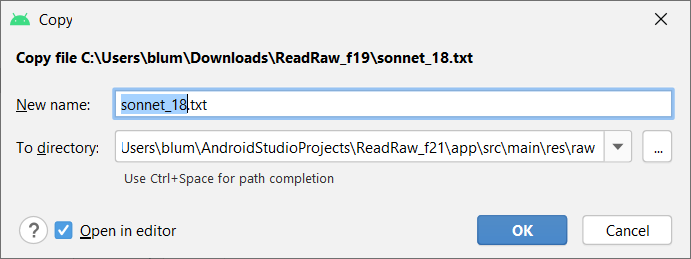 Copy
Copy file C:\Users\blum\Downloads\ReadRaw_f19\sonnet_18.txt
New name: sonnet_18.txt
To directory: Users\blum\AndroidStudioProjects\ReadRaw_f21\app\src\main\res\raw ...
Use Ctrl+Space for path completion
? Open in editor OK Cancel